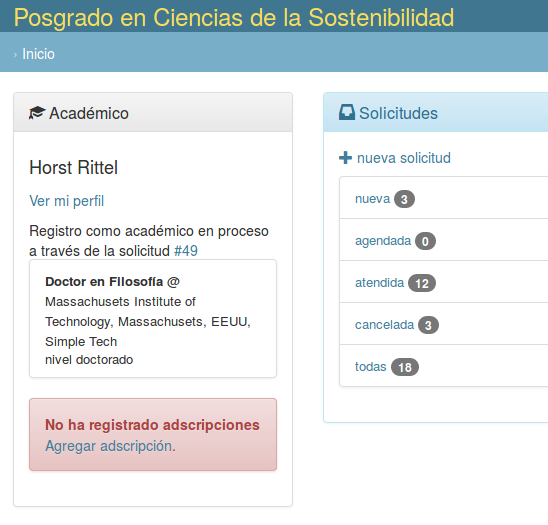 Posgrado en Ciencias de la Sostenibilidad
› Inicio
Académico
Horst Rittel
Ver mi perfil
Registro como académico en proceso
a través de la solicitud #49
Doctor en FIlosofía @
Massachusets Institute of
Technology, Massachusets, EEUU,
Simple Tech
nivel doctorado
No ha registrado adscripciones
Agregar adscripción.
Solicitudes
nueva solicitud
nueva 3
agendada 0
atendida 12
cancelada 3
todas 18